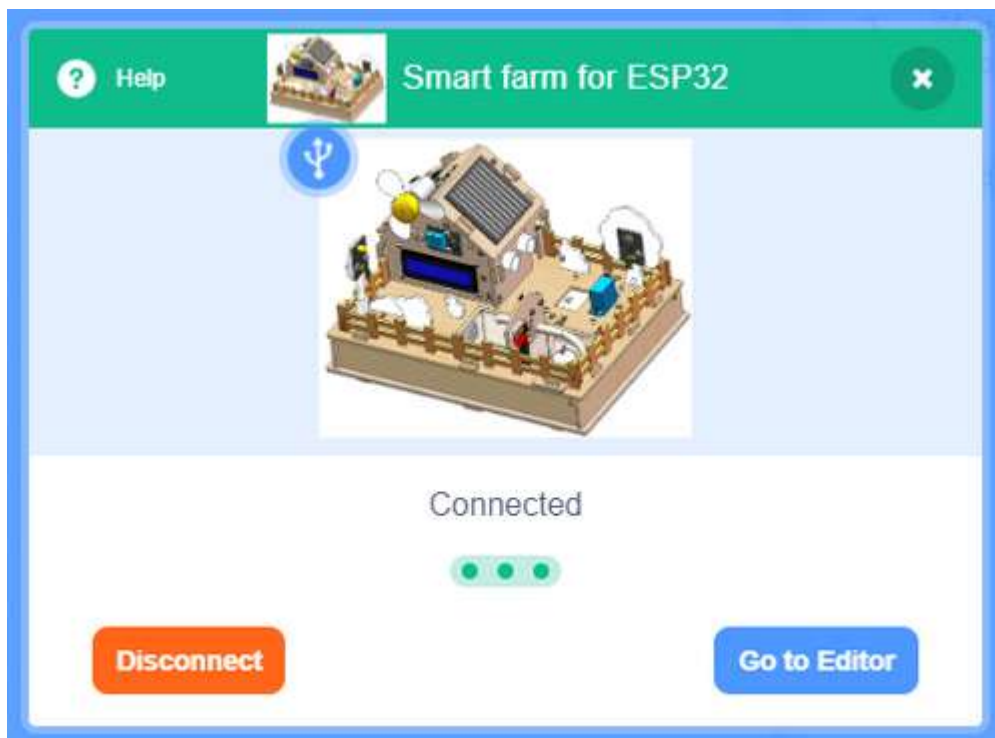 Help
Smart farm for ESP32
Connected
Disconnect
Go to Editor